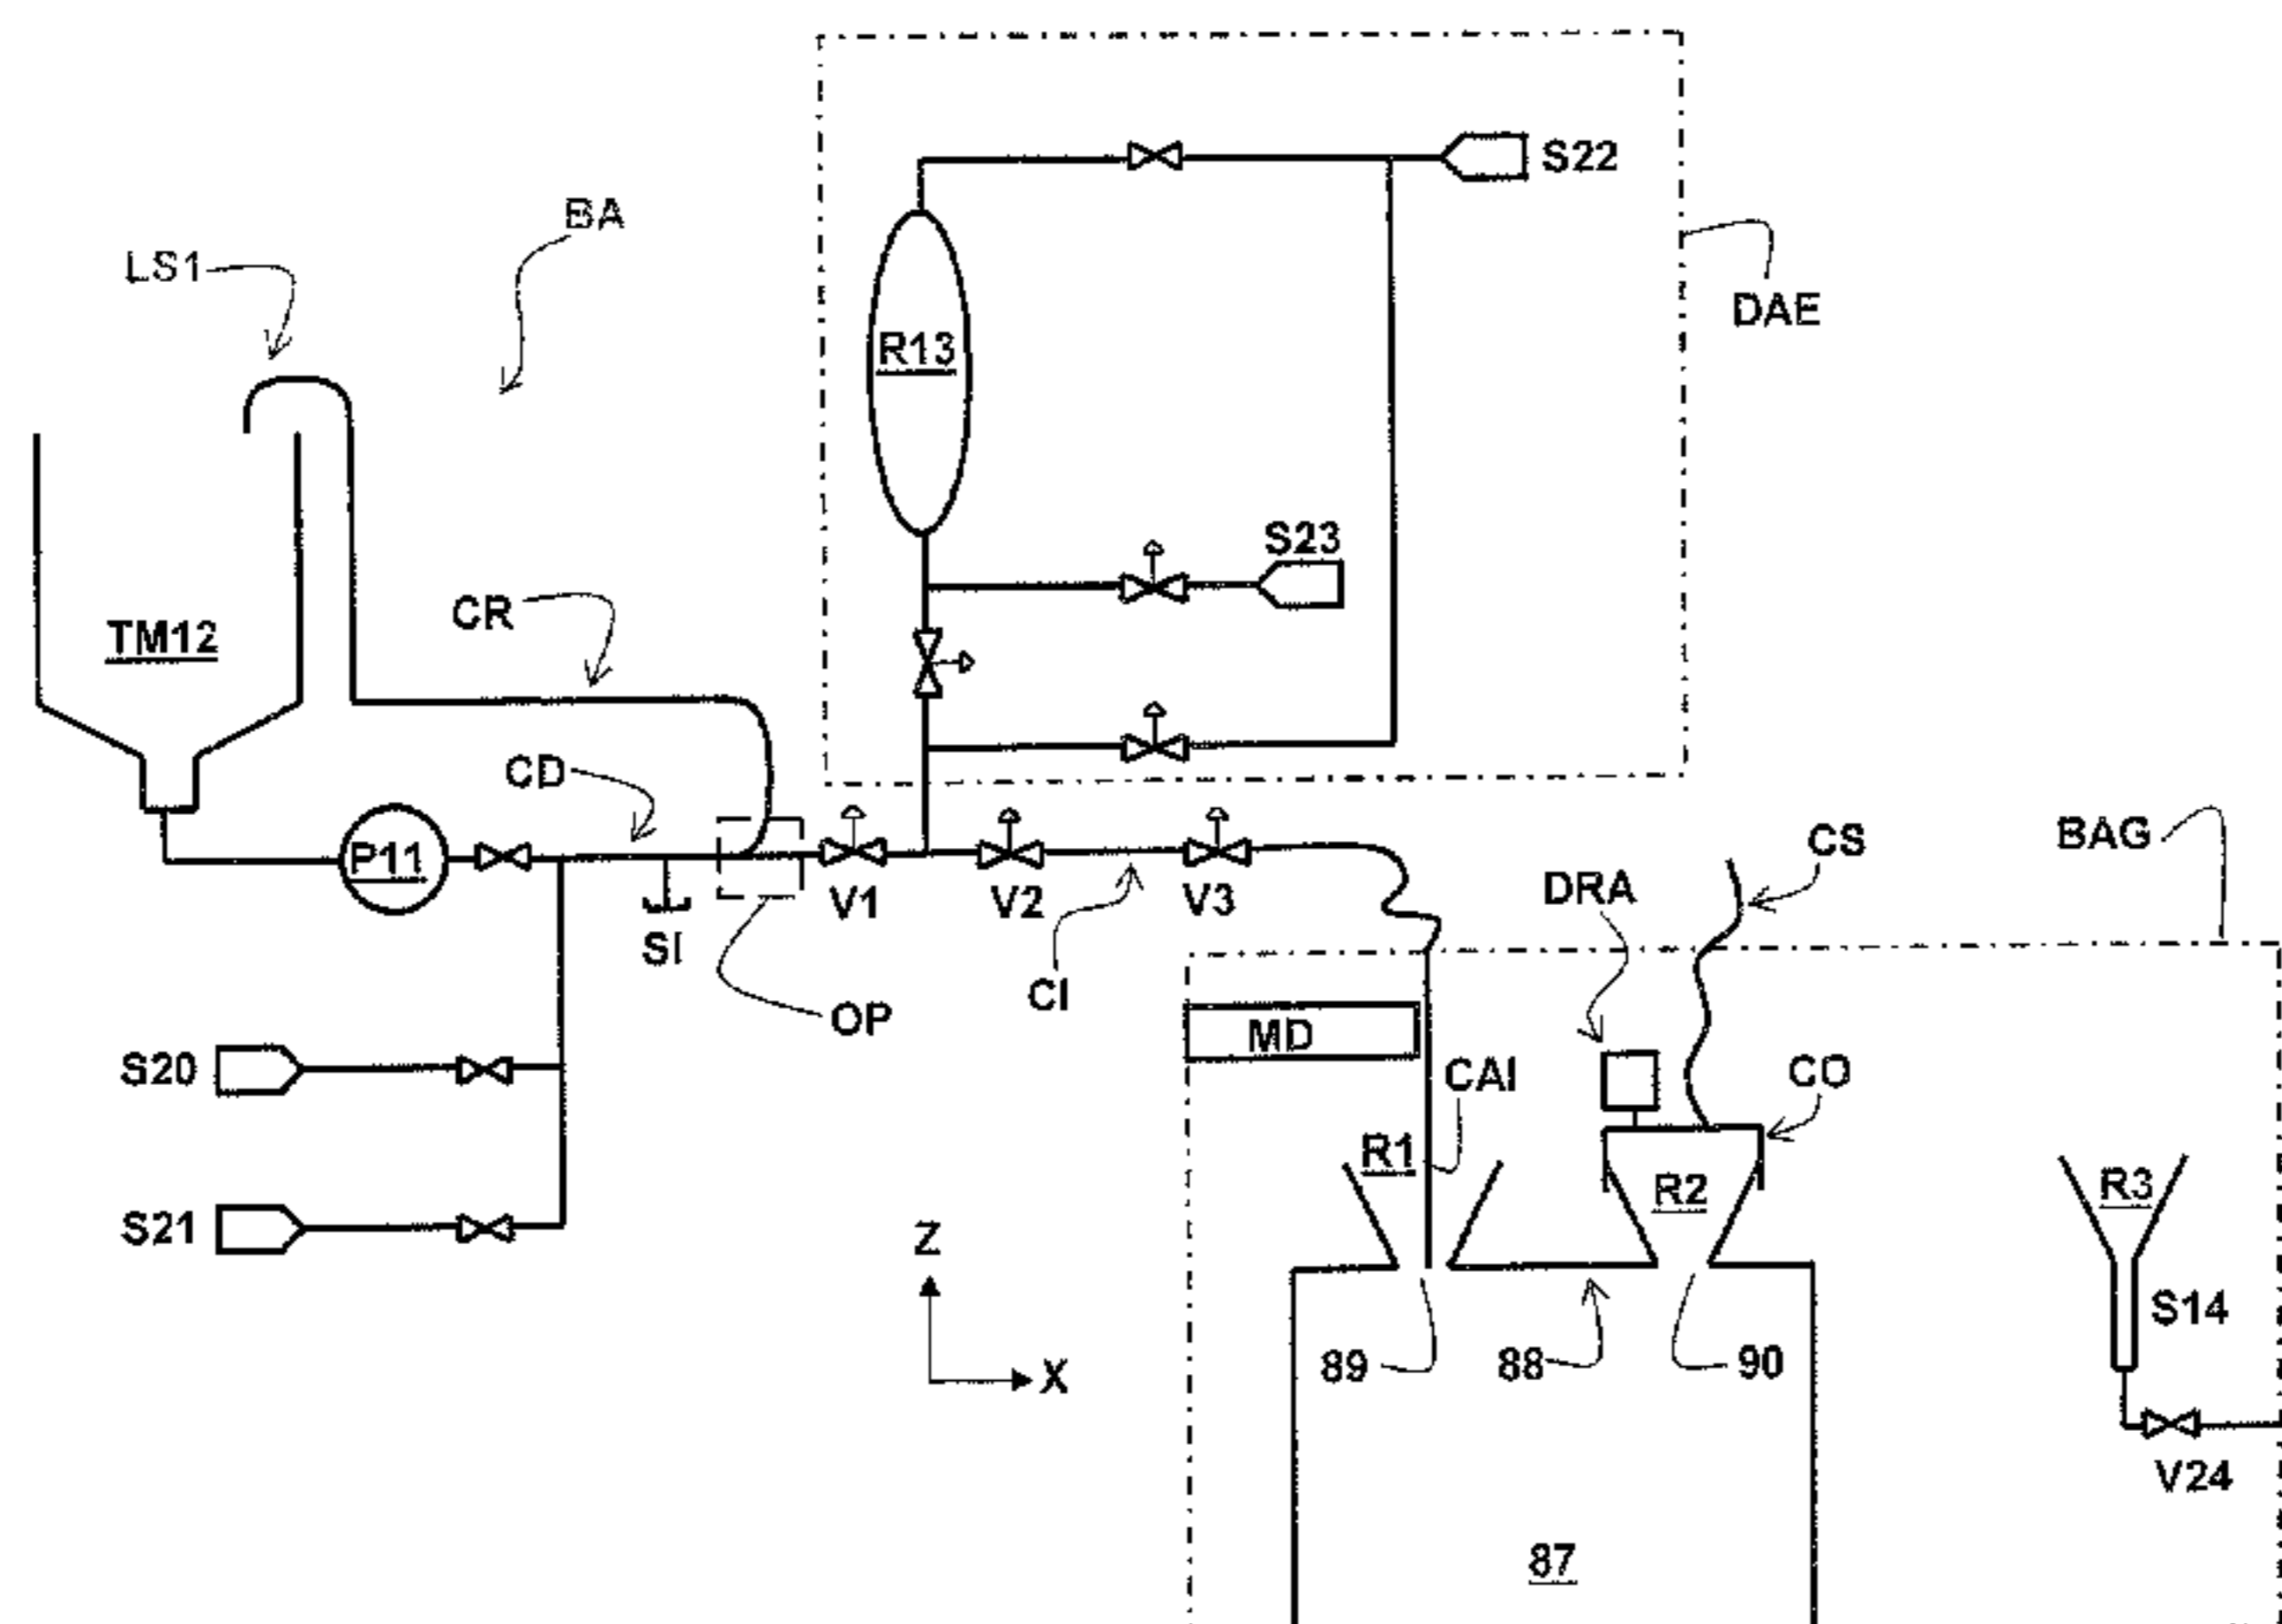 S22
BA
LS1
DAE
R13
S23
CR
TM12
CD
BAG
CS
P11
DRA
V1
V2
V3
SI
CI
OP
MD
CAI
CO
S20
R1
R2
R3
S21
Z
S14
89
88
90
X
V24
87